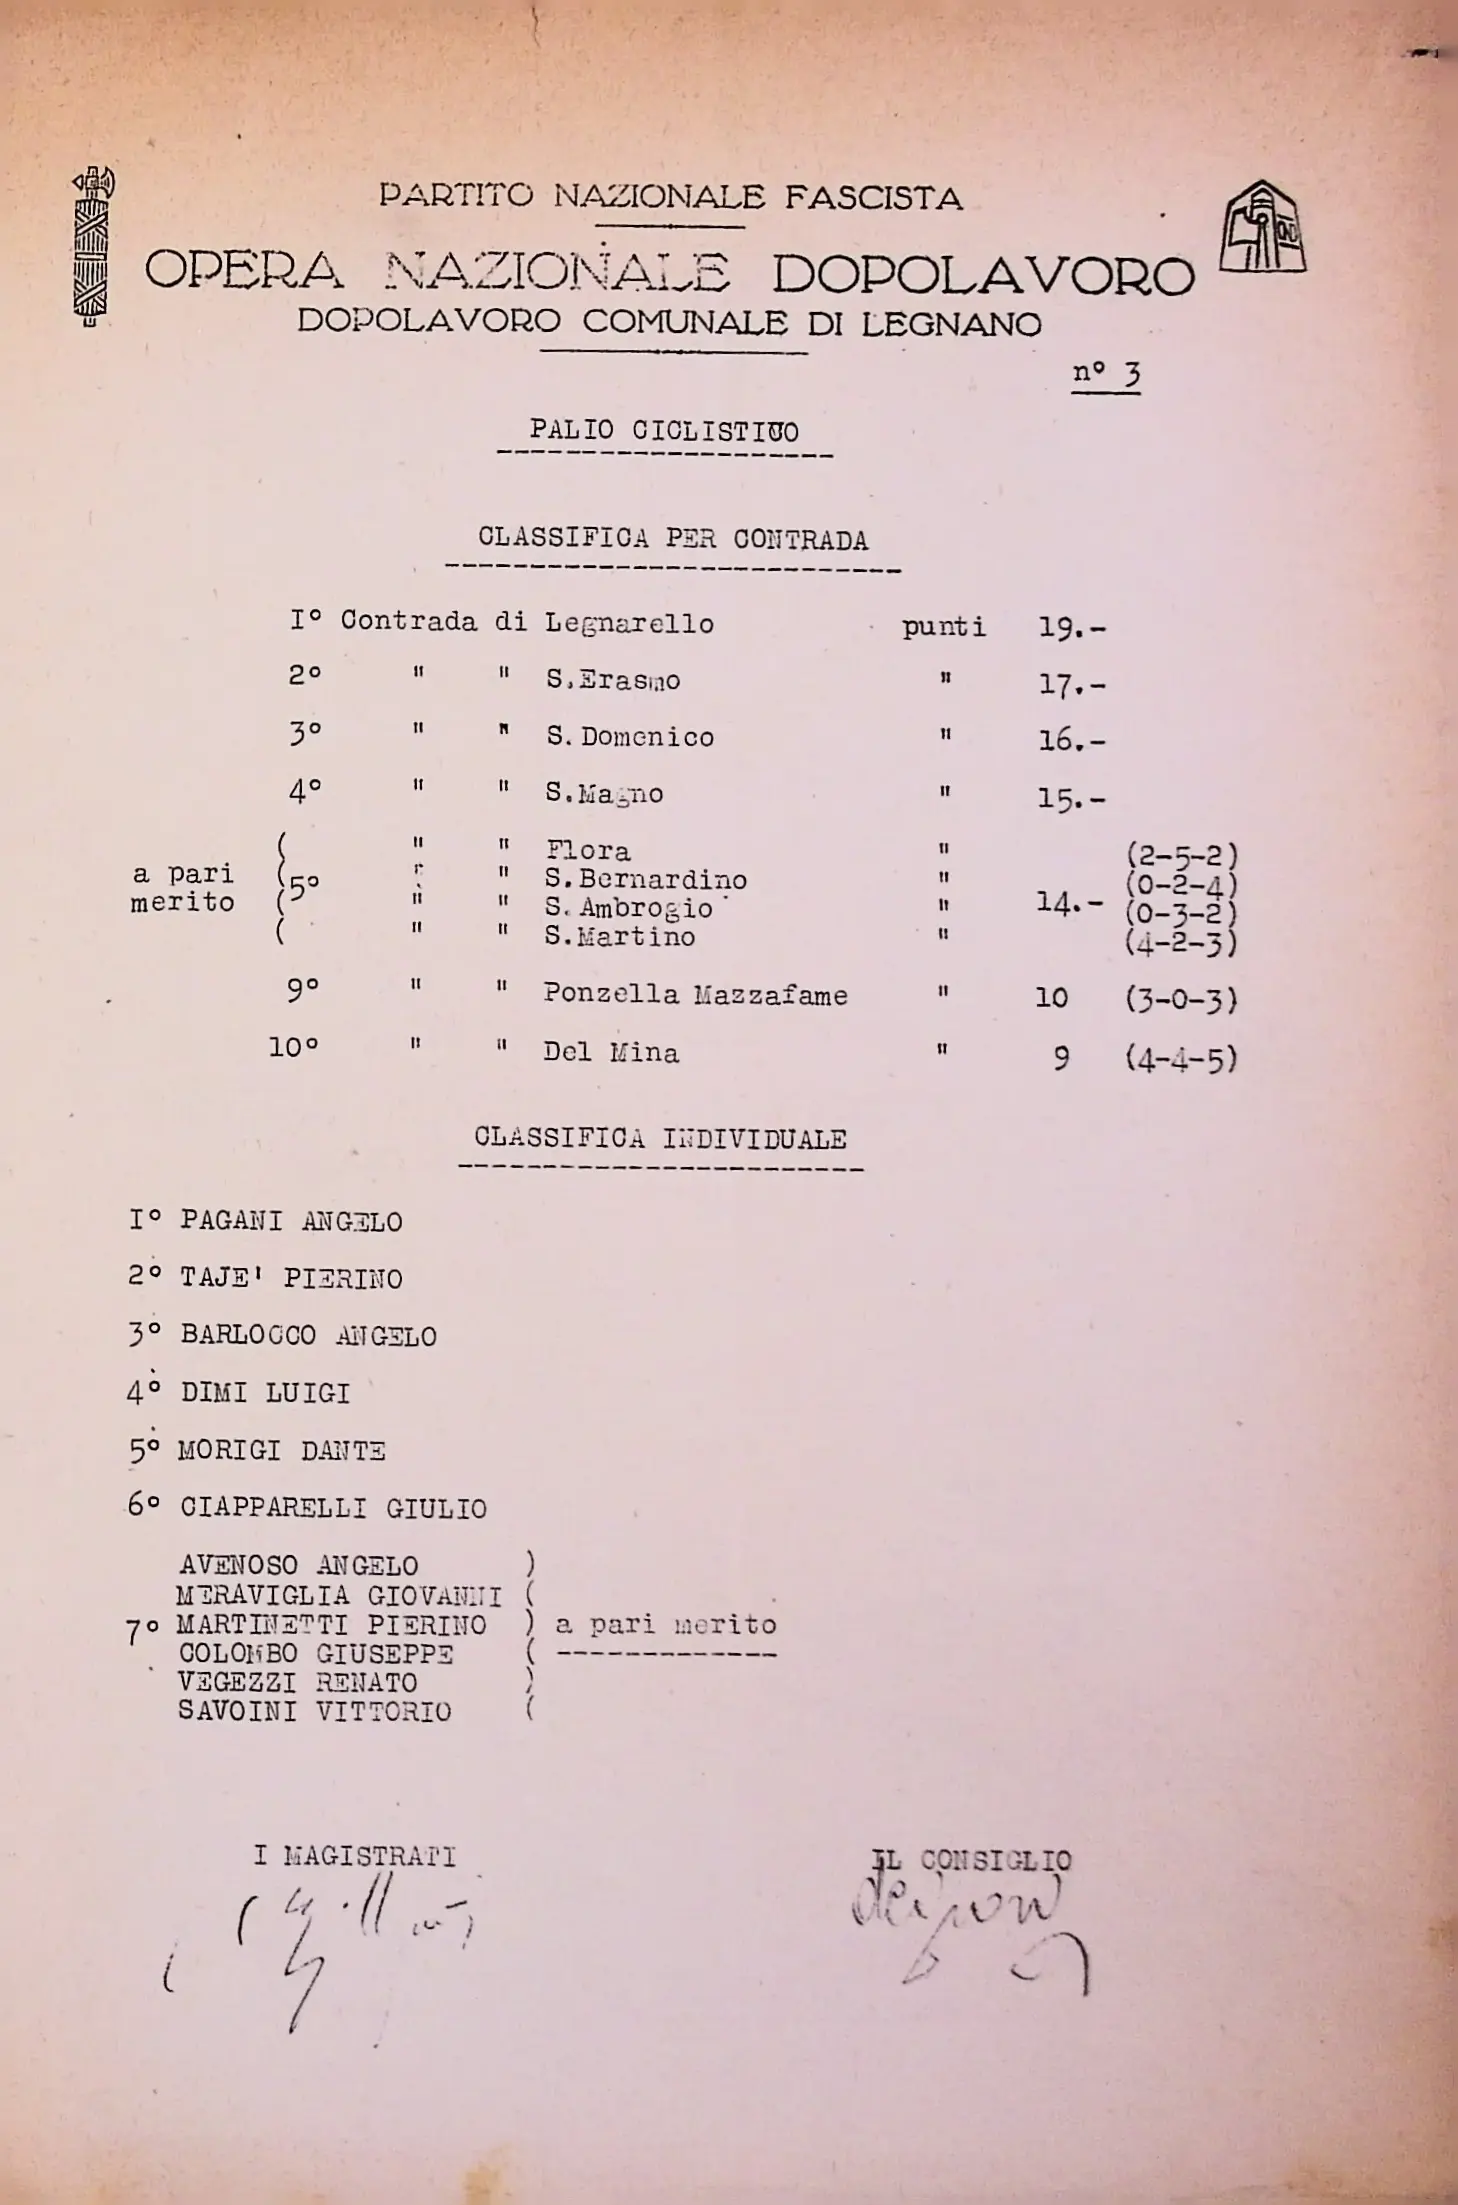 PARTITO NAZIONALE FASCISTA
OPERA NAZIONALE DOPOLAVORO
OND
DOPOLAVORO COMUNALE DI LEGNANO
n° 3
PALIO CICLISTICO
CLASSIFICA PER CONTRADA
I° Contrada di Legnarello punti 19.-
2° " " S.Erasmo " 17.-
3° " " S.Domenico " 16.-
4° " " S.Magno " 15.-
( " " Flora " (2-5-2)
a pari merito (5° " " S.Bernardino " 14.- (0-2-4)
( " " S.Ambrogio " (0-3-2)
( " " S.Martino " (4-2-3)
9° " " Ponzella Mazzafame " 10 (3-0-3)
10° " " Del Mina " 9 (4-4-5)
CLASSIFICA INDIVIDUALE
I° PAGANI ANGELO
2° TAJE' PIERINO
3° BARLOCCO ANGELO
4° DIMI LUIGI
5° MORIGI DANTE
6° CIAPPARELLI GIULIO
AVENOSO ANGELO )
MERAVIGLIA GIOVANNI (
7° MARTINETTI PIERINO ) a pari merito
COLOMBO GIUSEPPE (
VEGEZZI RENATO )
SAVOINI VITTORIO (
I MAGISTRATI IL CONSIGLIO